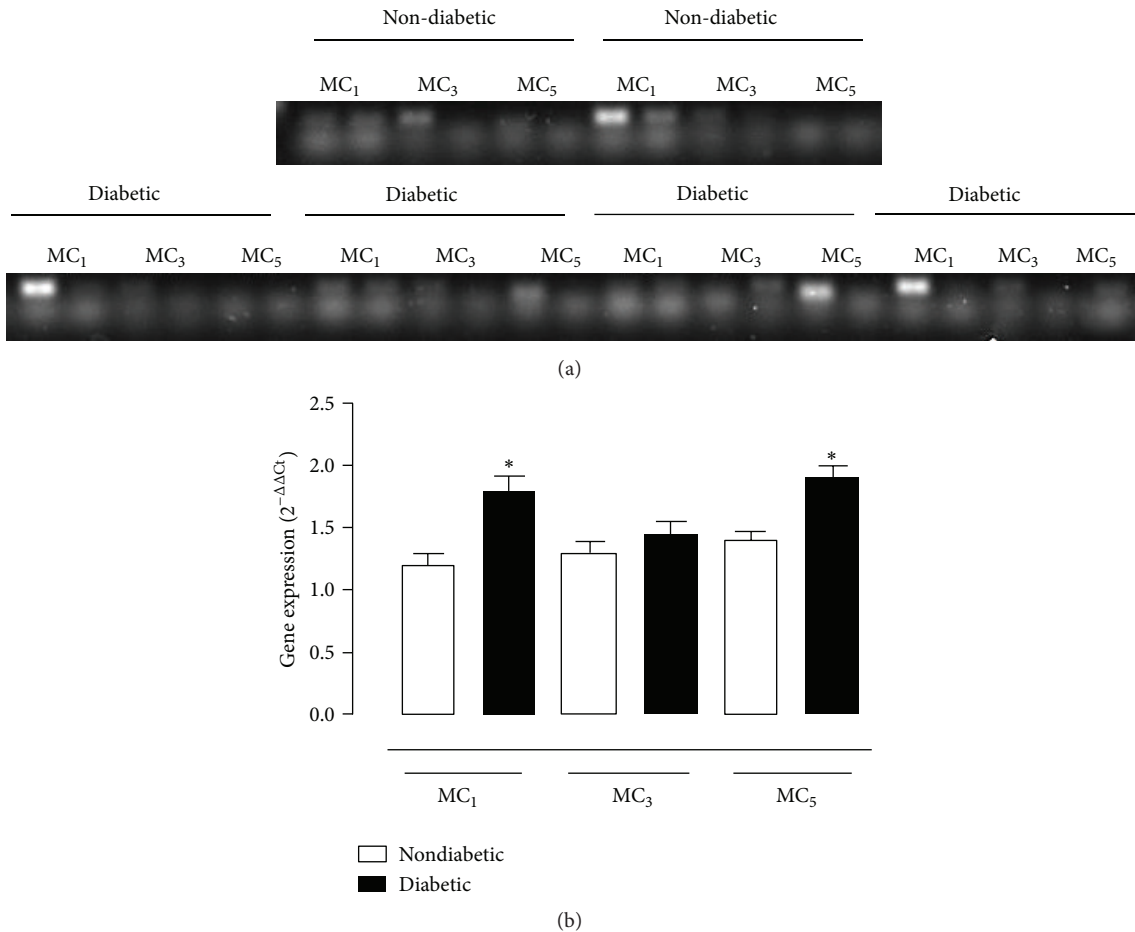 Non-diabetic Non-diabetic
MC₁ MC₃ MC₅ MC₁ MC₃ MC₅
Diabetic Diabetic Diabetic Diabetic
MC₁ MC₃ MC₅ MC₁ MC₃ MC₅ MC₁ MC₃ MC₅ MC₁ MC₃ MC₅
(a)
Gene expression (2⁻ΔΔCt)
2.5
2.0
1.5
1.0
0.5
0.0
* *
MC₁ MC₃ MC₅
Nondiabetic
Diabetic
(b)